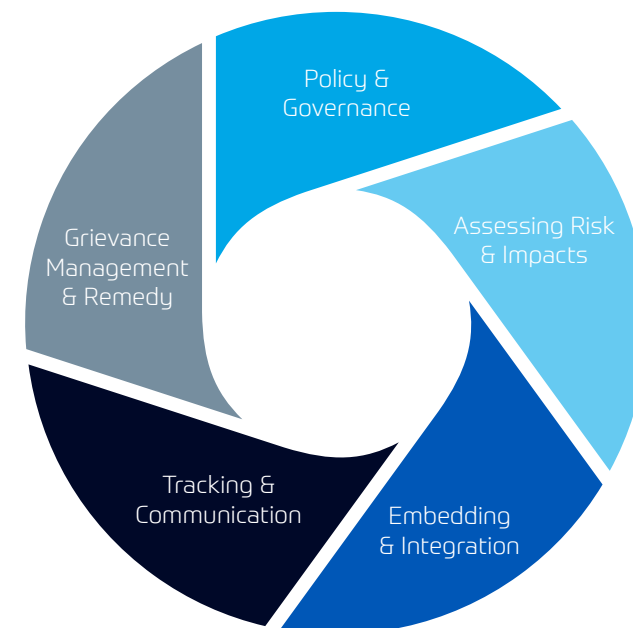 Policy &
Governance
Assessing Risk
& Impacts
Embedding
& Integration
Tracking &
Communication
Grievance
Management
& Remedy